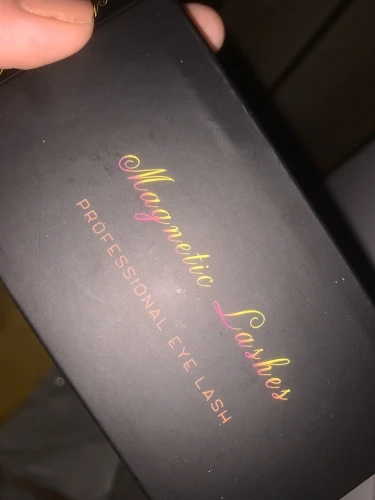 Magnetic Lashes
PROFESSIONAL EYE LASH